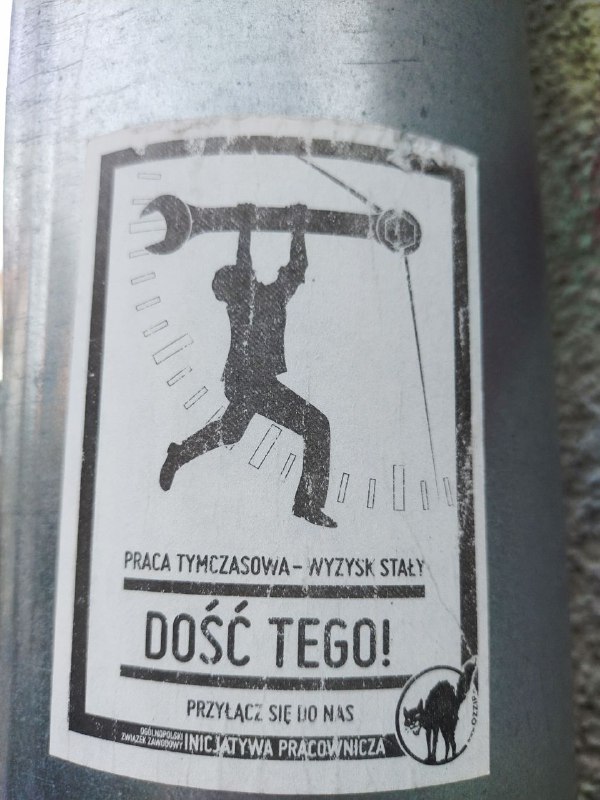 PRACA TYMCZASOWA – WYZYSK STAŁY
DOŚĆ TEGO!
PRZYŁĄCZ SIĘ DO NAS
OGÓLNOPOLSKI
ZWIĄZEK ZAWODOWY
INICJATYWA PRACOWNICZA